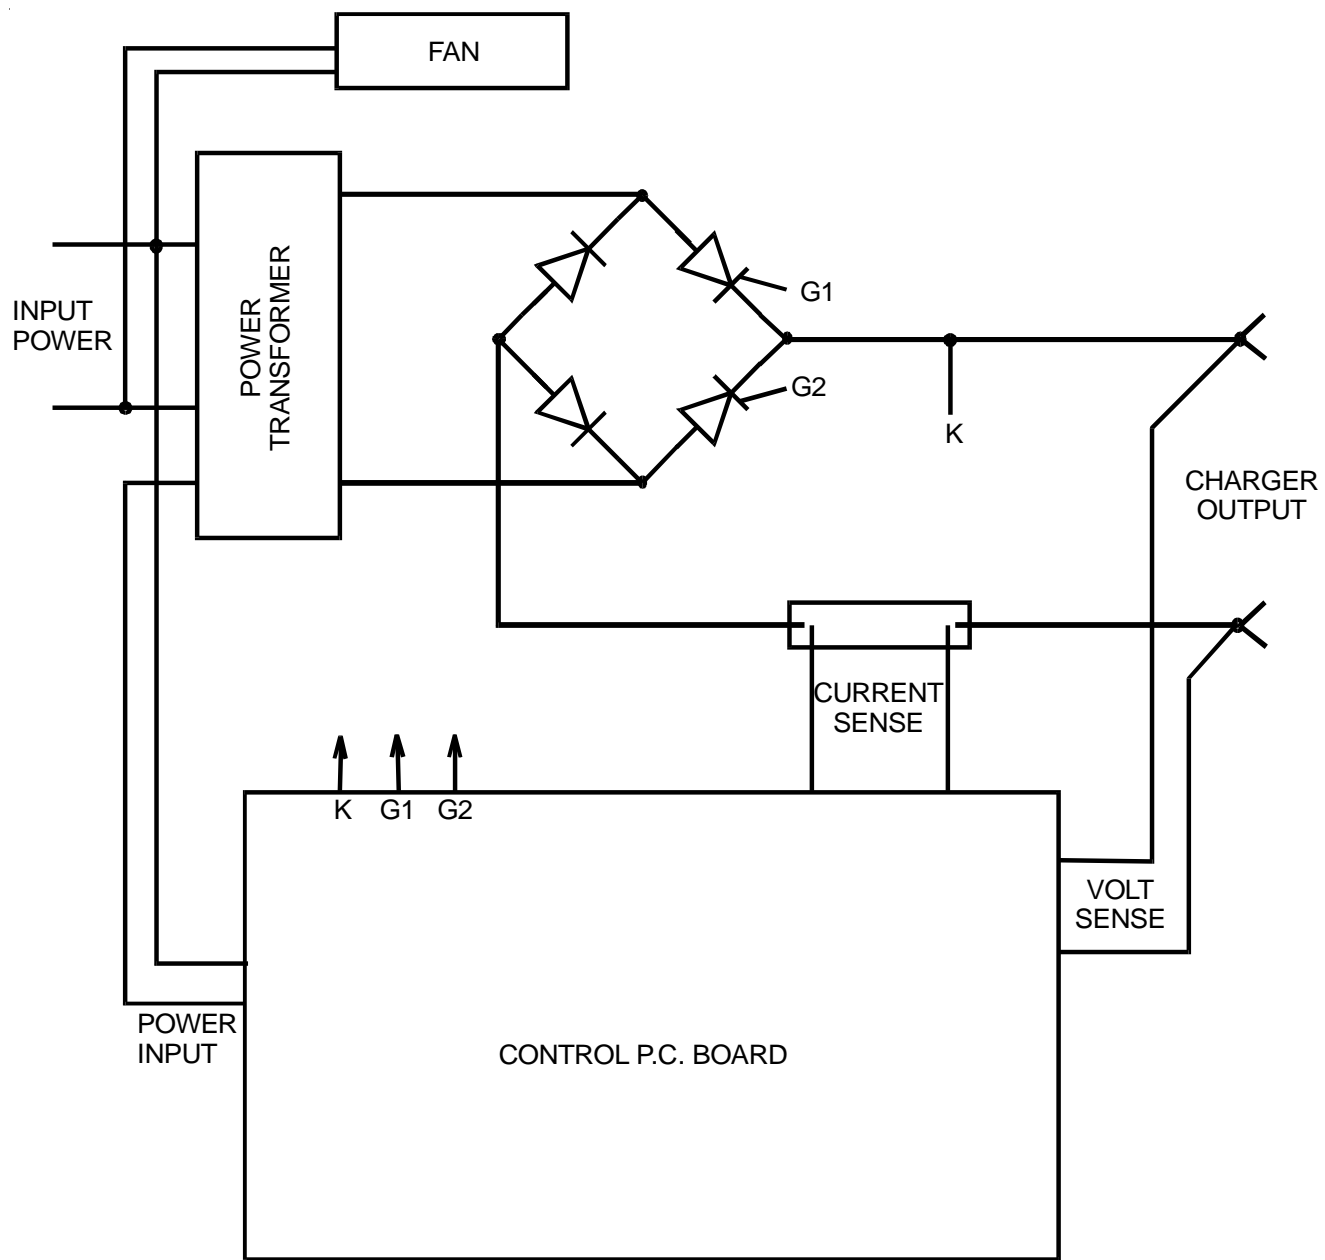 FAN
POWER
TRANSFORMER
INPUT
POWER
G1
G2
K
CHARGER
OUTPUT
CURRENT
SENSE
K G1 G2
VOLT
SENSE
POWER
INPUT
CONTROL P.C. BOARD